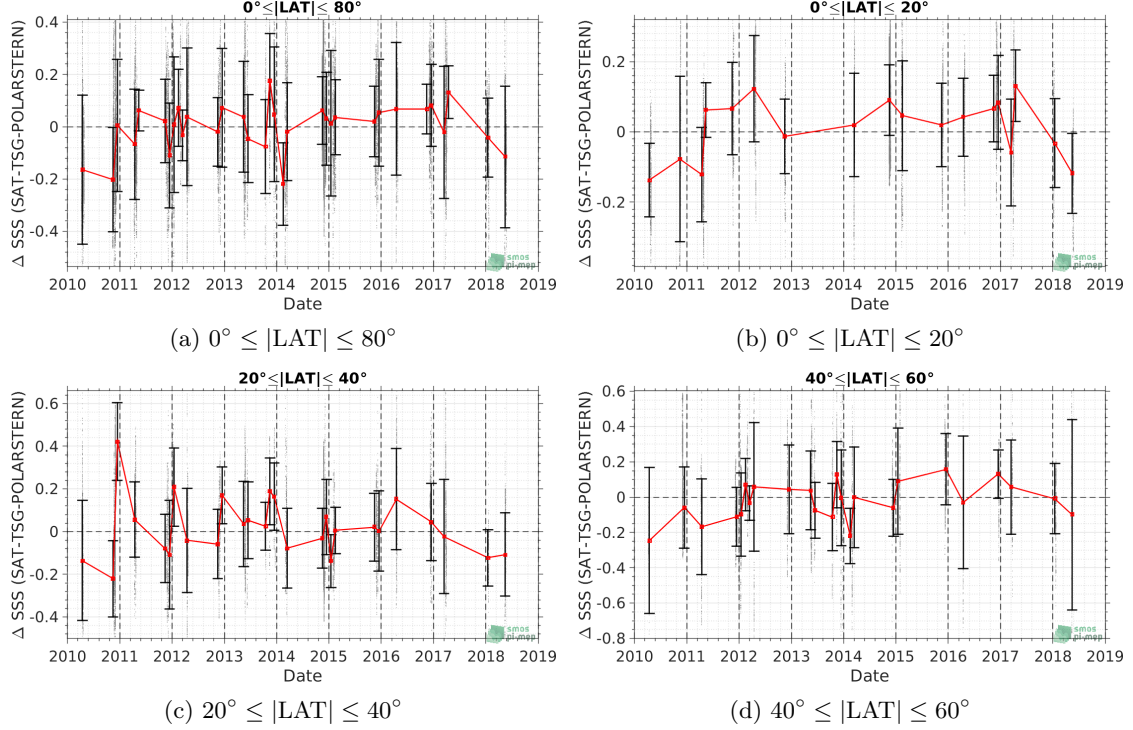 0°≤|LAT|≤ 80°
Δ SSS (SAT-TSG-POLARSTERN)
0.4
0.2
0
-0.2
-0.4
2010 2011 2012 2013 2014 2015 2016 2017 2018 2019
Date
smos
pi-mep
(a) 0° ≤ |LAT| ≤ 80°
0°≤|LAT|≤ 20°
Δ SSS (SAT-TSG-POLARSTERN)
0.2
0
-0.2
2010 2011 2012 2013 2014 2015 2016 2017 2018 2019
Date
smos
pi-mep
(b) 0° ≤ |LAT| ≤ 20°
20°≤|LAT|≤ 40°
Δ SSS (SAT-TSG-POLARSTERN)
0.6
0.4
0.2
0
-0.2
-0.4
2010 2011 2012 2013 2014 2015 2016 2017 2018 2019
Date
smos
pi-mep
(c) 20° ≤ |LAT| ≤ 40°
40°≤|LAT|≤ 60°
Δ SSS (SAT-TSG-POLARSTERN)
0.6
0.4
0.2
0
-0.2
-0.4
-0.6
-0.8
2010 2011 2012 2013 2014 2015 2016 2017 2018 2019
Date
smos
pi-mep
(d) 40° ≤ |LAT| ≤ 60°